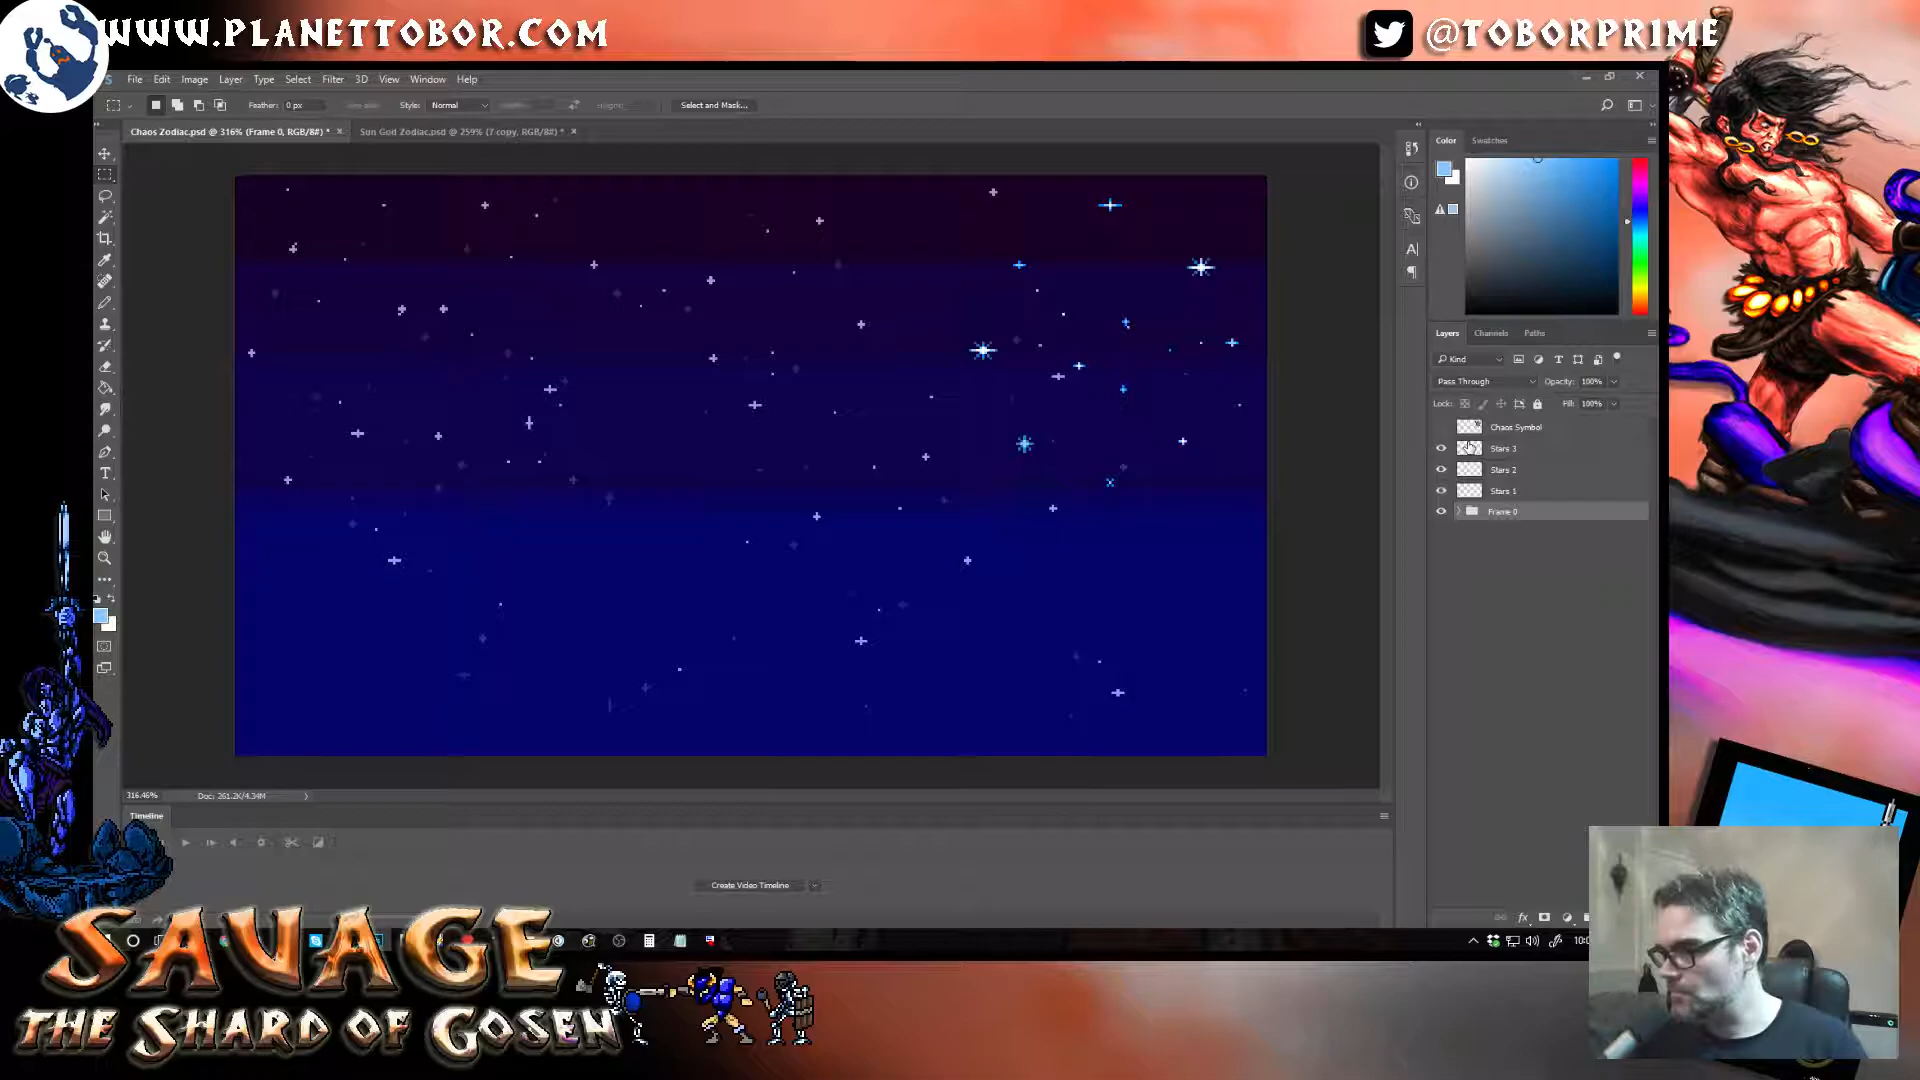 WWW.PLANETTOBOR.COM
@TOBORPRIME
File Edit Image Layer Type Select Filter 3D View Window Help
Feather: 0 px
Style: Normal
Select and Mask...
Chaos Zodiac.psd @ 316% (Frame 0, RGB/8#) *
Sun God Zodiac.psd @ 259% (7 copy, RGB/8#) *
Color Swatches
Layers Channels Paths
Kind
Pass Through Opacity: 100%
Lock: Fill: 100%
Chaos Symbol
Stars 3
Stars 2
Stars 1
Frame 0
316.46% Doc: 261.2K/4.34M
Timeline
Create Video Timeline
SAVAGE
THE SHARD OF GOSEN